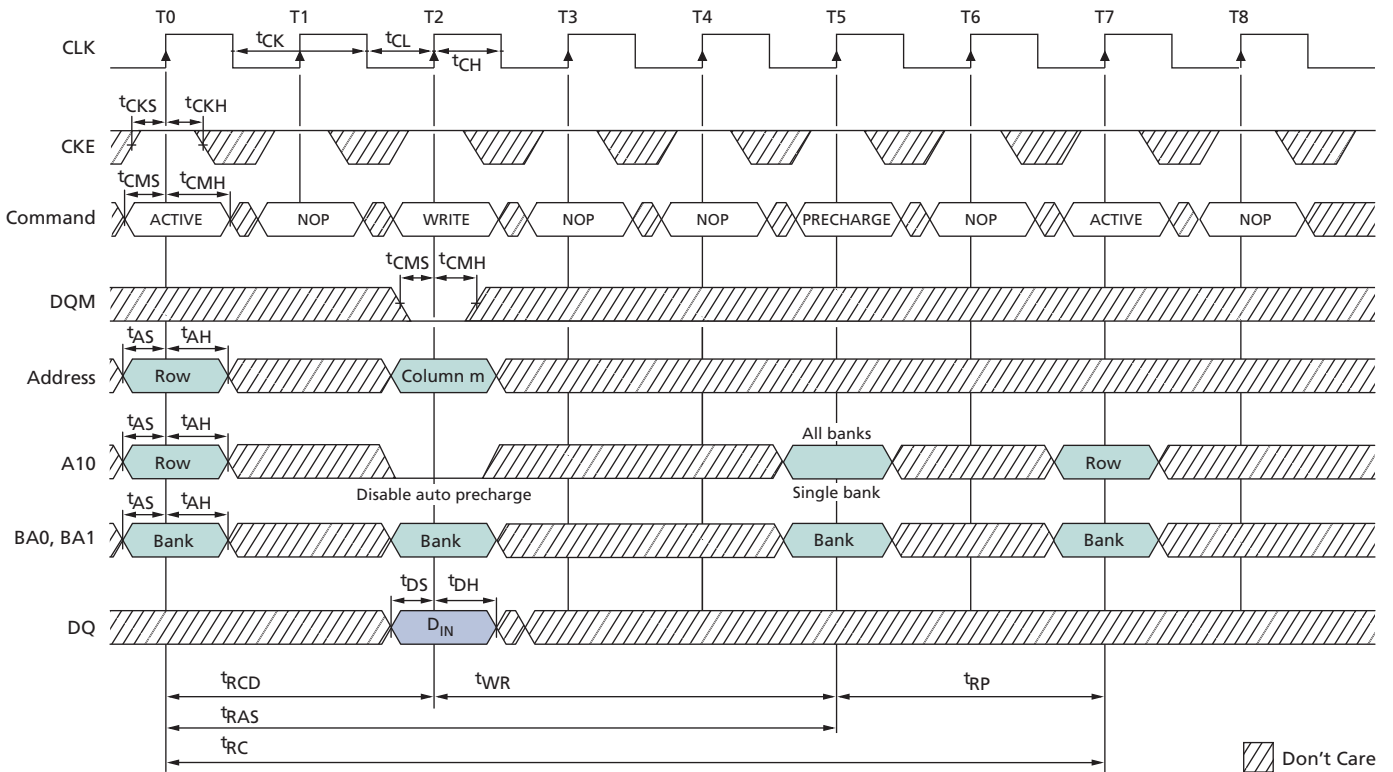 T0 T1 T2 T3 T4 T5 T6 T7 T8
CLK
tCK tCL
tCH
tCKS tCKH
CKE
tCMS tCMH
Command ACTIVE NOP WRITE NOP NOP PRECHARGE NOP ACTIVE NOP
tCMS tCMH
DQM
tAS tAH
Address Row Column m
tAS tAH All banks
A10 Row Row
Disable auto precharge Single bank
tAS tAH
BA0, BA1 Bank Bank Bank Bank
tDS tDH
DQ DIN
tRCD tWR tRP
tRAS
tRC
Don't Care